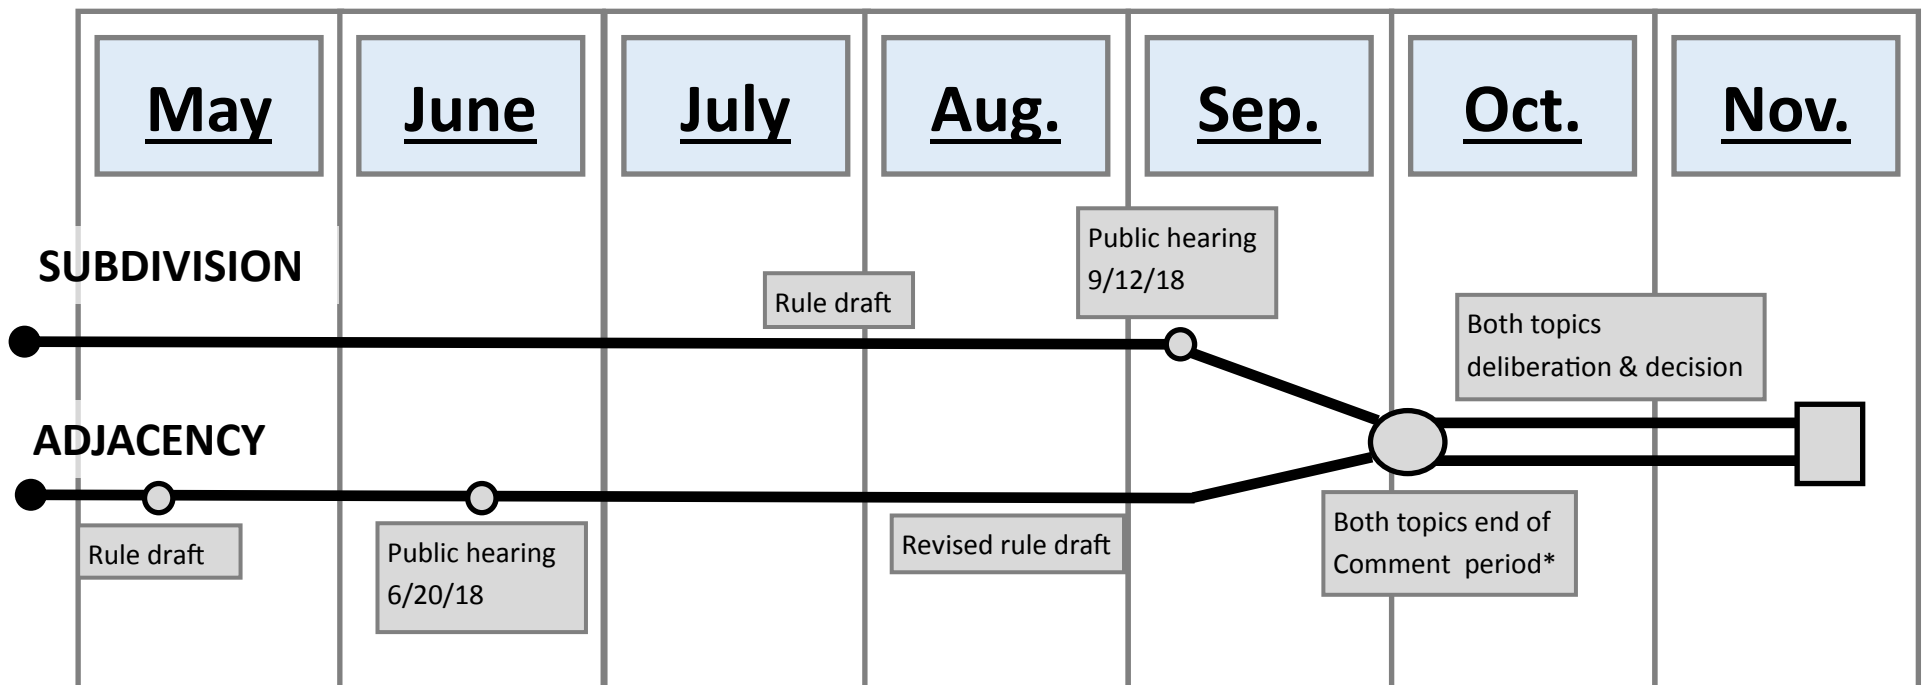 May
June
July
Aug.
Sep.
Oct.
Nov.
SUBDIVISION
Rule draft
Public hearing
9/12/18
Both topics
deliberation & decision
ADJACENCY
Rule draft
Public hearing
6/20/18
Revised rule draft
Both topics end of
Comment period*